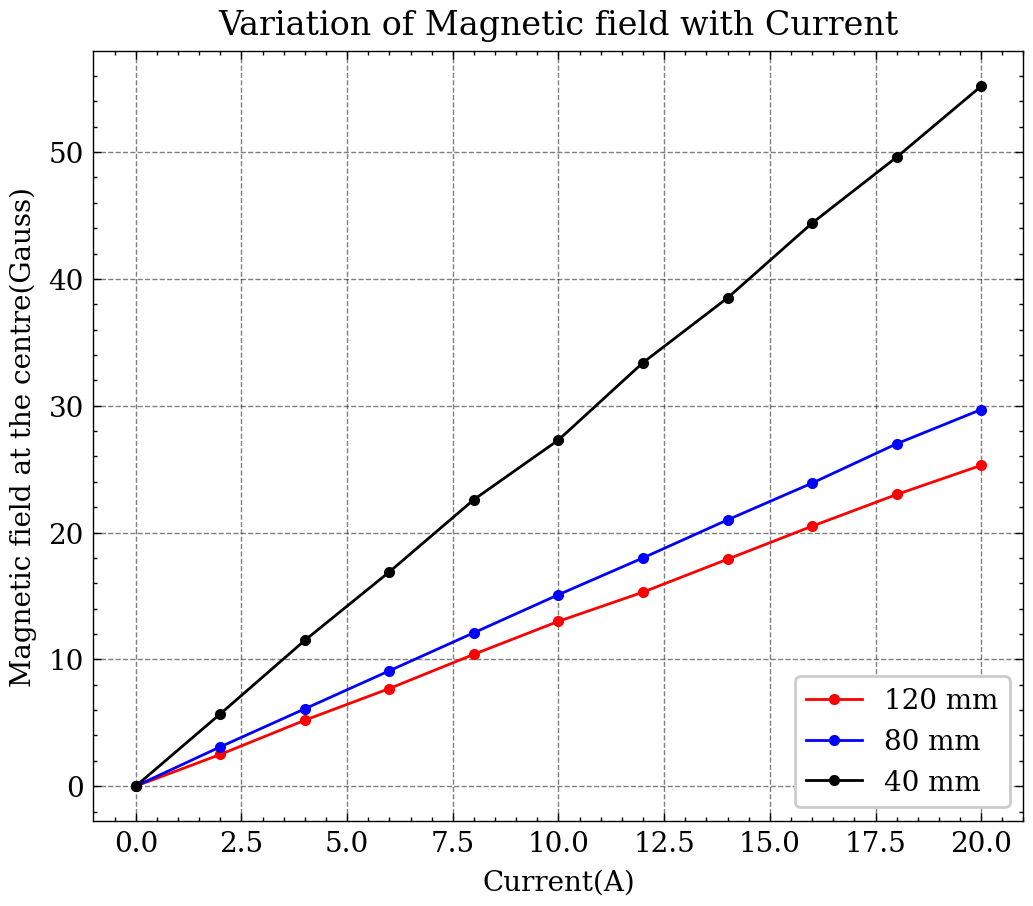 Variation of Magnetic field with Current
Magnetic field at the centre(Gauss)
50
40
30
20
10
0
120 mm
80 mm
40 mm
0.0 2.5 5.0 7.5 10.0 12.5 15.0 17.5 20.0
Current(A)